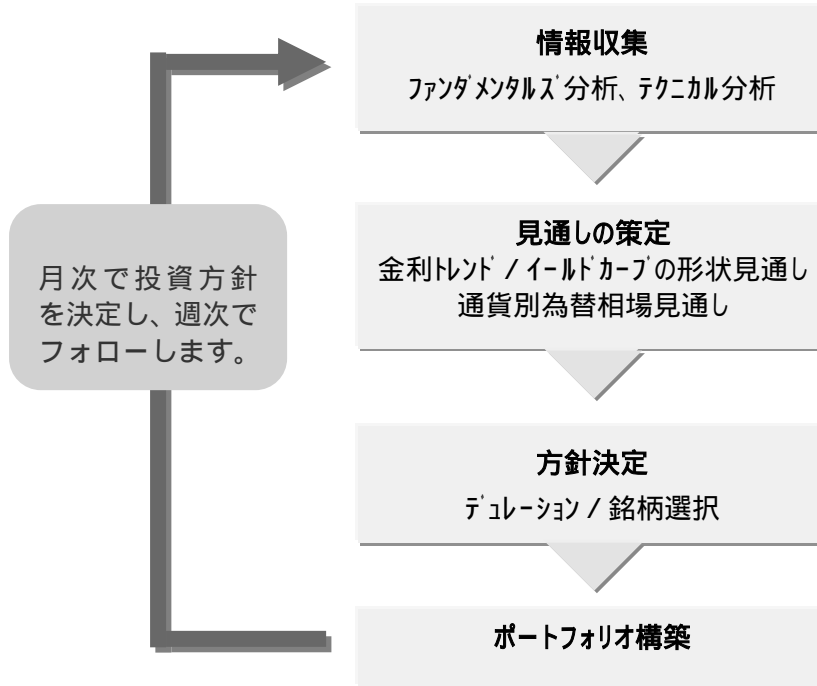 情報収集
ﾌｧﾝﾀﾞﾒﾝﾀﾙｽﾞ分析、ﾃｸﾆｶﾙ分析
見通しの策定
金利ﾄﾚﾝﾄﾞ / ｲｰﾙﾄﾞｶｰﾌﾞの形状見通し
通貨別為替相場見通し
月次で投資方針
を決定し、週次で
フォローします。
方針決定
ﾃﾞｭﾚｰｼｮﾝ / 銘柄選択
ポートフォリオ構築